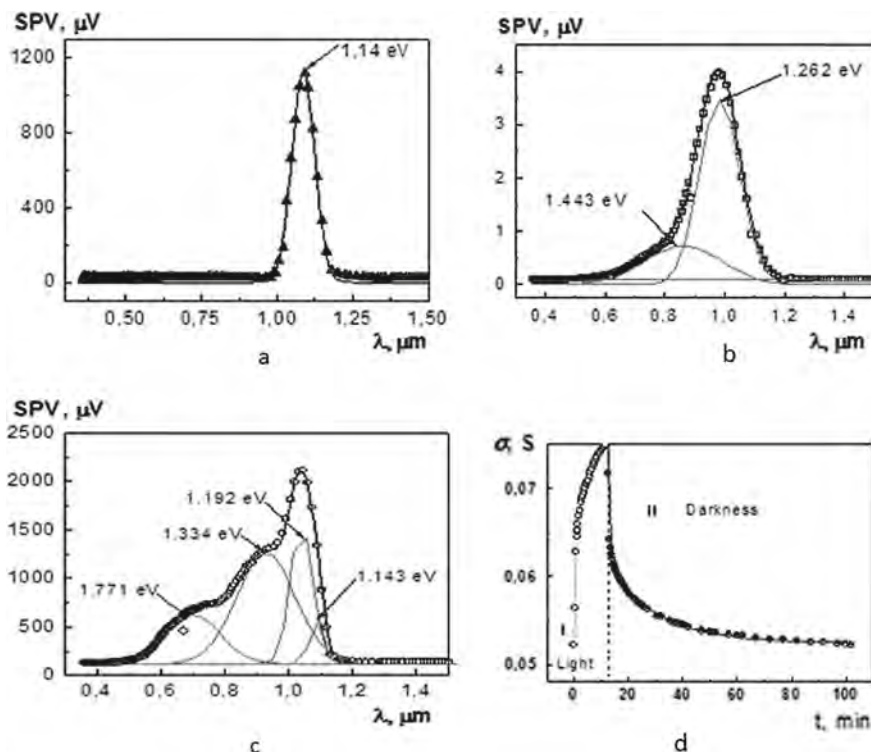 SPV, μV
1200
1000
800
400
0
1,14 eV
0,50 0,75 1,00 1,25 1,50
λ, μm
a
SPV, μV
4
3
2
1
0
1.262 eV
1.443 eV
0,4 0,6 0,8 1,0 1,2 1,4
λ, μm
b
SPV, μV
2500
2000
1500
1000
500
0
1.192 eV
1.334 eV
1.771 eV
1.143 eV
0,4 0,6 0,8 1,0 1,2 1,4
λ, μm
c
σ, S
0,07
0,06
0,05
II Darkness
I
Light
0 20 40 60 80 100
t, min
d